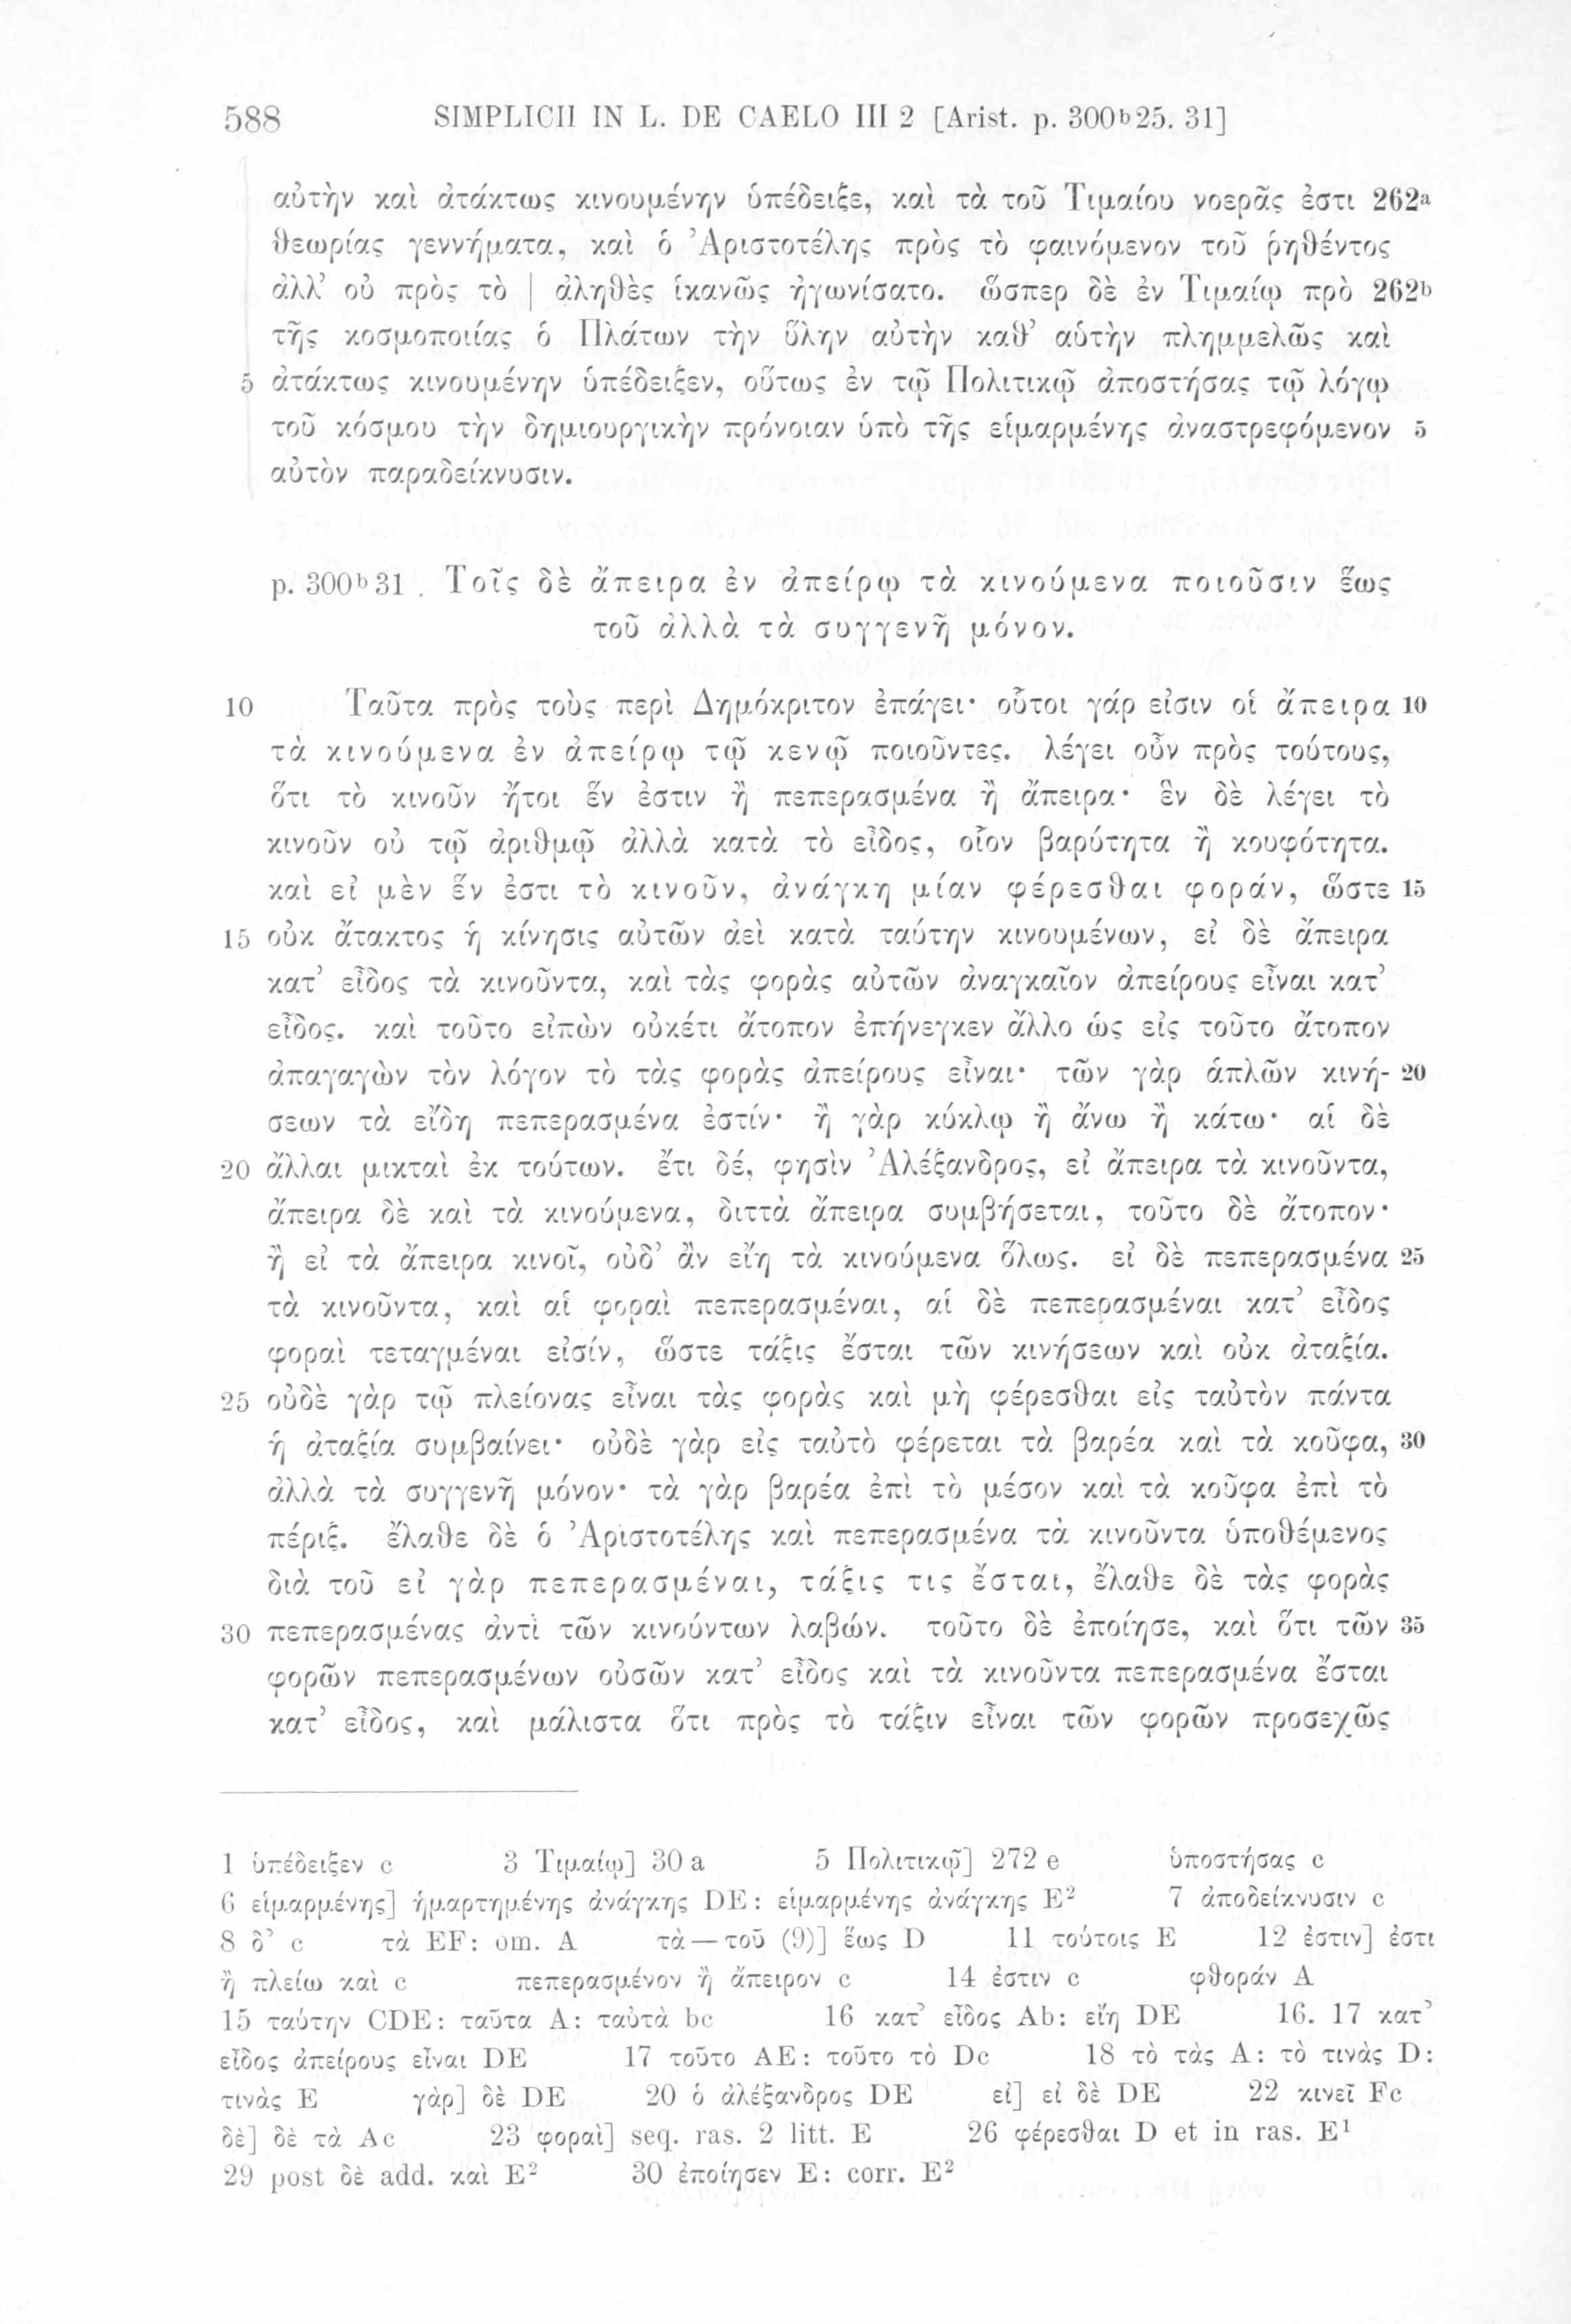 588 SIMPLICII IN L. DE CAELO III 2 [Arist. p. 300b25. 31]
αὐτὴν καὶ ἀτάκτως κινουμένην ὑπέδειξε, καὶ τὰ τοῦ Τιμαίου νοερᾶς ἐστι 262a
θεωρίας γεννήματα, καὶ ὁ Ἀριστοτέλης πρὸς τὸ φαινόμενον τοῦ ῥηθέντος
ἀλλ’ οὐ πρὸς τὸ | ἀληθὲς ἱκανῶς ἠγωνίσατο. ὥσπερ δὲ ἐν Τιμαίῳ πρὸ 262b
τῆς κοσμοποιίας ὁ Πλάτων τὴν ὕλην αὐτὴν καθ’ αὑτὴν πλημμελῶς καὶ
5 ἀτάκτως κινουμένην ὑπέδειξεν, οὕτως ἐν τῷ Πολιτικῷ ἀποστήσας τῷ λόγῳ
τοῦ κόσμου τὴν δημιουργικὴν πρόνοιαν ὑπὸ τῆς εἱμαρμένης ἀναστρεφόμενον 5
αὐτὸν παραδείκνυσιν.
p. 300b31. Τοῖς δὲ ἄπειρα ἐν ἀπείρῳ τὰ κινούμενα ποιοῦσιν ἕως
τοῦ ἀλλὰ τὰ συγγενῆ μόνον.
10 Ταῦτα πρὸς τοὺς περὶ Δημόκριτον ἐπάγει· οὗτοι γάρ εἰσιν οἱ ἄπειρα 10
τὰ κινούμενα ἐν ἀπείρῳ τῷ κενῷ ποιοῦντες. λέγει οὖν πρὸς τούτους,
ὅτι τὸ κινοῦν ἤτοι ἕν ἐστιν ἢ πεπερασμένα ἢ ἄπειρα· ἓν δὲ λέγει τὸ
κινοῦν οὐ τῷ ἀριθμῷ ἀλλὰ κατὰ τὸ εἶδος, οἷον βαρύτητα ἢ κουφότητα.
καὶ εἰ μὲν ἕν ἐστι τὸ κινοῦν, ἀνάγκη μίαν φέρεσθαι φοράν, ὥστε 15
15 οὐκ ἄτακτος ἡ κίνησις αὐτῶν ἀεὶ κατὰ ταύτην κινουμένων, εἰ δὲ ἄπειρα
κατ’ εἶδος τὰ κινοῦντα, καὶ τὰς φορὰς αὐτῶν ἀναγκαῖον ἀπείρους εἶναι κατ’
εἶδος. καὶ τοῦτο εἰπὼν οὐκέτι ἄτοπον ἐπήνεγκεν ἄλλο ὡς εἰς τοῦτο ἄτοπον
ἀπαγαγὼν τὸν λόγον τὸ τὰς φορὰς ἀπείρους εἶναι· τῶν γὰρ ἁπλῶν κινή- 20
σεων τὰ εἴδη πεπερασμένα ἐστίν· ἢ γὰρ κύκλῳ ἢ ἄνω ἢ κάτω· αἱ δὲ
20 ἄλλαι μικταὶ ἐκ τούτων. ἔτι δέ, φησὶν Ἀλέξανδρος, εἰ ἄπειρα τὰ κινοῦντα,
ἄπειρα δὲ καὶ τὰ κινούμενα, διττὰ ἄπειρα συμβήσεται, τοῦτο δὲ ἄτοπον·
ἢ εἰ τὰ ἄπειρα κινοῖ, οὐδ’ ἂν εἴη τὰ κινούμενα ὅλως. εἰ δὲ πεπερασμένα 25
τὰ κινοῦντα, καὶ αἱ φοραὶ πεπερασμέναι, αἱ δὲ πεπερασμέναι κατ’ εἶδος
φοραὶ τεταγμέναι εἰσίν, ὥστε τάξις ἔσται τῶν κινήσεων καὶ οὐκ ἀταξία.
25 οὐδὲ γὰρ τῷ πλείονας εἶναι τὰς φορὰς καὶ μὴ φέρεσθαι εἰς ταὐτὸν πάντα
ἡ ἀταξία συμβαίνει· οὐδὲ γὰρ εἰς ταὐτὸ φέρεται τὰ βαρέα καὶ τὰ κοῦφα, 30
ἀλλὰ τὰ συγγενῆ μόνον· τὰ γὰρ βαρέα ἐπὶ τὸ μέσον καὶ τὰ κοῦφα ἐπὶ τὸ
πέριξ. ἔλαθε δὲ ὁ Ἀριστοτέλης καὶ πεπερασμένα τὰ κινοῦντα ὑποθέμενος
διὰ τοῦ εἰ γὰρ πεπερασμέναι, τάξις τις ἔσται, ἔλαθε δὲ τὰς φορὰς
30 πεπερασμένας ἀντὶ τῶν κινούντων λαβών. τοῦτο δὲ ἐποίησε, καὶ ὅτι τῶν 35
φορῶν πεπερασμένων οὐσῶν κατ’ εἶδος καὶ τὰ κινοῦντα πεπερασμένα ἔσται
κατ’ εἶδος, καὶ μάλιστα ὅτι πρὸς τὸ τάξιν εἶναι τῶν φορῶν προσεχῶς
1 ὑπέδειξεν c 3 Τιμαίῳ] 30 a 5 Πολιτικῷ] 272 e ὑποστήσας c
6 εἱμαρμένης] ἡμαρτημένης ἀνάγκης DE: εἱμαρμένης ἀνάγκης E² 7 ἀποδείκνυσιν c
8 δ’ c τὰ EF: om. A τὰ—τοῦ (9)] ἕως D 11 τούτοις E 12 ἐστιν] ἐστι
ἢ πλείω καὶ c πεπερασμένον ἢ ἄπειρον c 14 ἐστιν c φθοράν A
15 ταύτην CDE: ταῦτα A: ταὐτὰ bc 16 κατ’ εἶδος Ab: εἴη DE 16. 17 κατ’
εἶδος ἀπείρους εἶναι DE 17 τοῦτο AE: τοῦτο τὸ Dc 18 τὸ τὰς A: τὸ τινὰς D:
τινὰς E γὰρ] δὲ DE 20 ὁ ἀλέξανδρος DE εἰ] εἰ δὲ DE 22 κινεῖ Fc
δὲ] δὲ τὰ Ac 23 φοραὶ] seq. ras. 2 litt. E 26 φέρεσθαι D et in ras. E¹
29 post δὲ add. καὶ E² 30 ἐποίησεν E: corr. E²